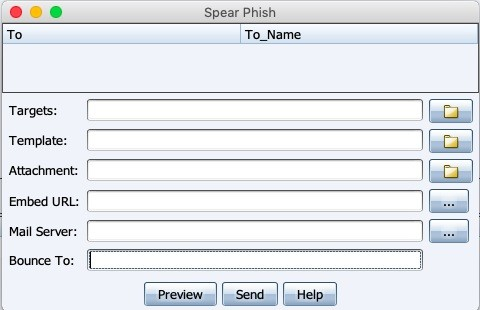 Spear Phish
To To_Name
Targets:
Template:
Attachment:
Embed URL:
...
Mail Server:
...
Bounce To:
Preview Send Help